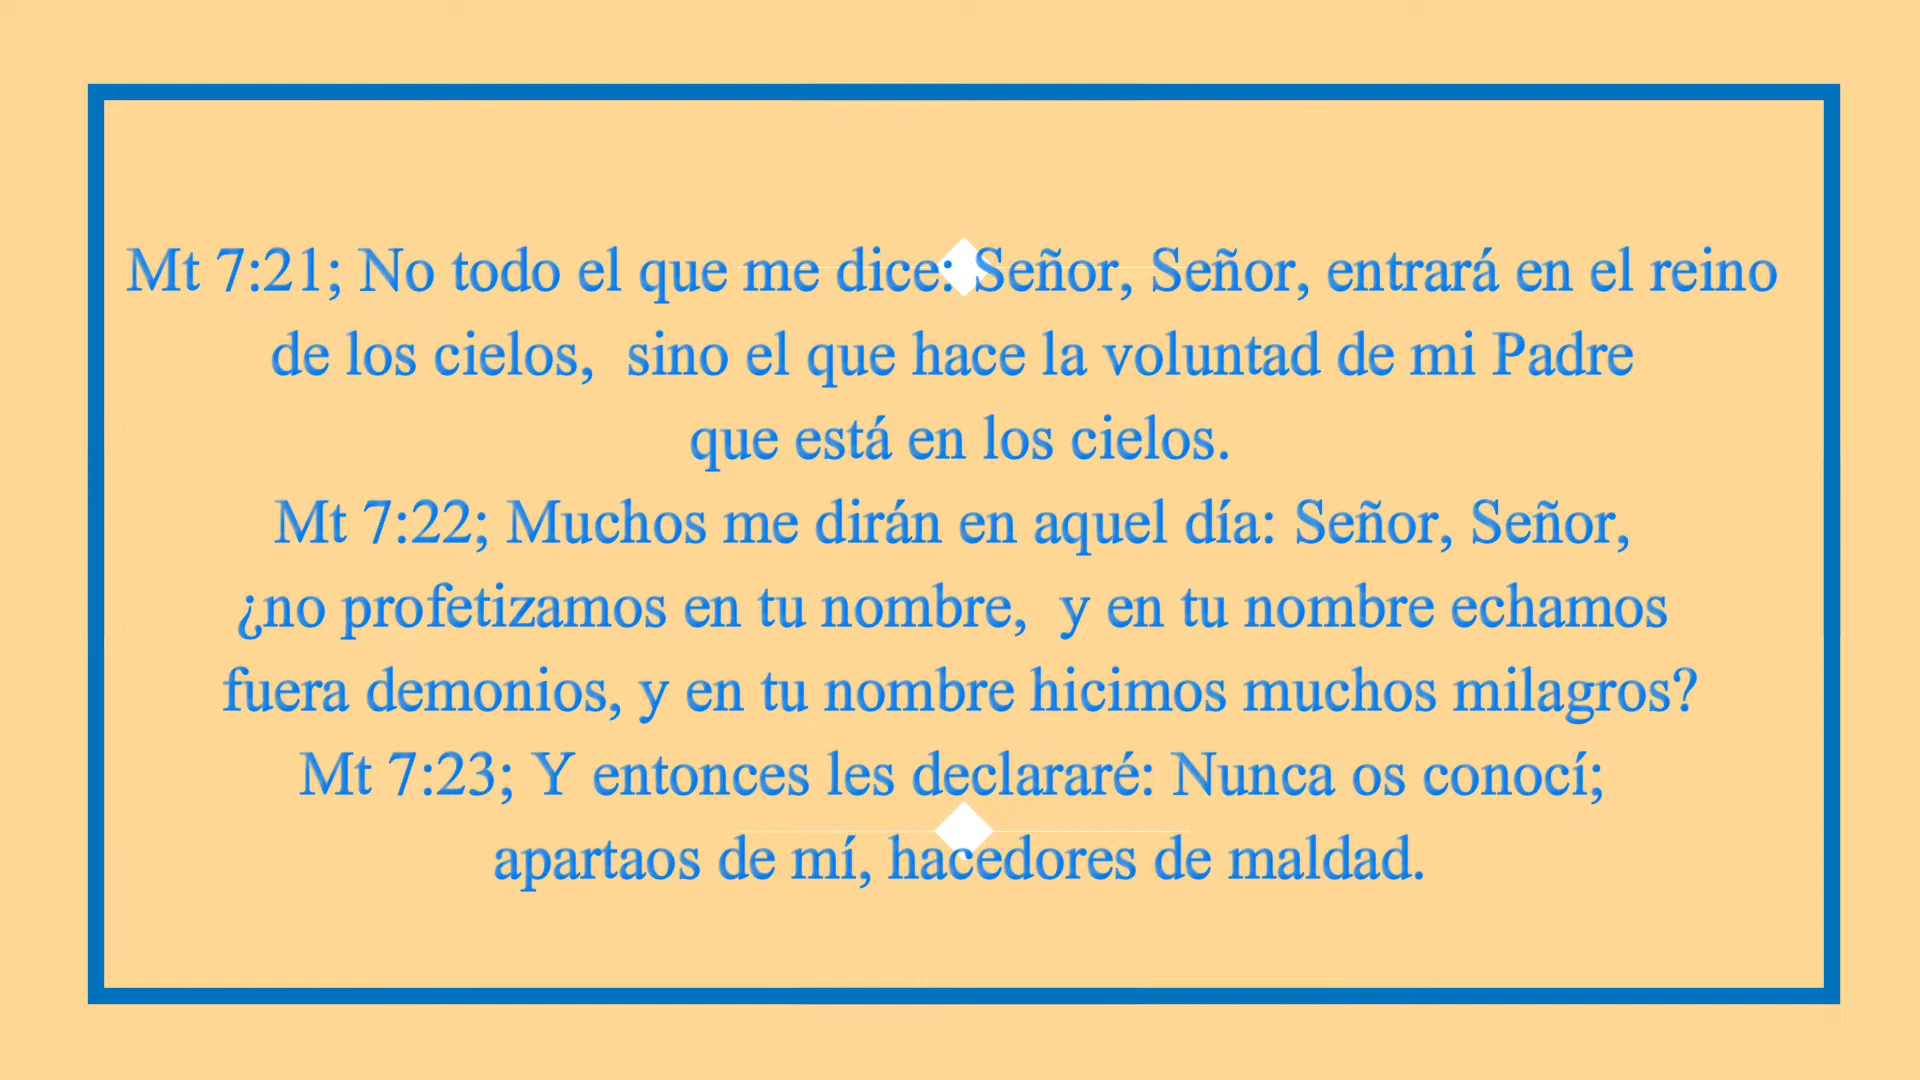 Mt 7:21; No todo el que me dice: Señor, Señor, entrará en el reino
de los cielos,  sino el que hace la voluntad de mi Padre
que está en los cielos.
Mt 7:22; Muchos me dirán en aquel día: Señor, Señor,
¿no profetizamos en tu nombre,  y en tu nombre echamos
fuera demonios, y en tu nombre hicimos muchos milagros?
Mt 7:23; Y entonces les declararé: Nunca os conocí;
apartaos de mí, hacedores de maldad.